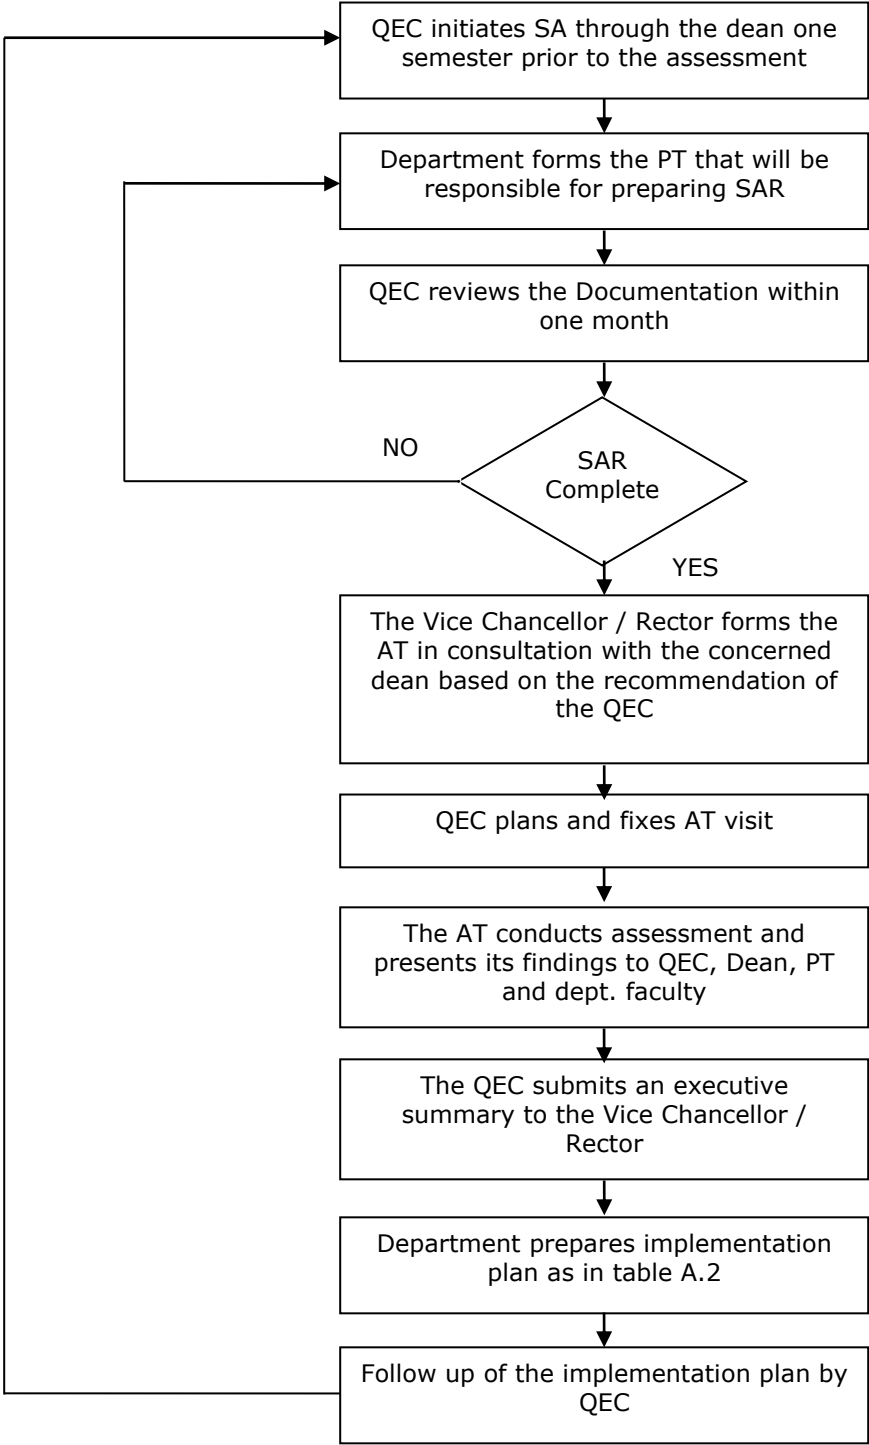 QEC initiates SA through the dean one
semester prior to the assessment
Department forms the PT that will be
responsible for preparing SAR
QEC reviews the Documentation within
one month
NO
SAR
Complete
YES
The Vice Chancellor / Rector forms the
AT in consultation with the concerned
dean based on the recommendation of
the QEC
QEC plans and fixes AT visit
The AT conducts assessment and
presents its findings to QEC, Dean, PT
and dept. faculty
The QEC submits an executive
summary to the Vice Chancellor /
Rector
Department prepares implementation
plan as in table A.2
Follow up of the implementation plan by
QEC